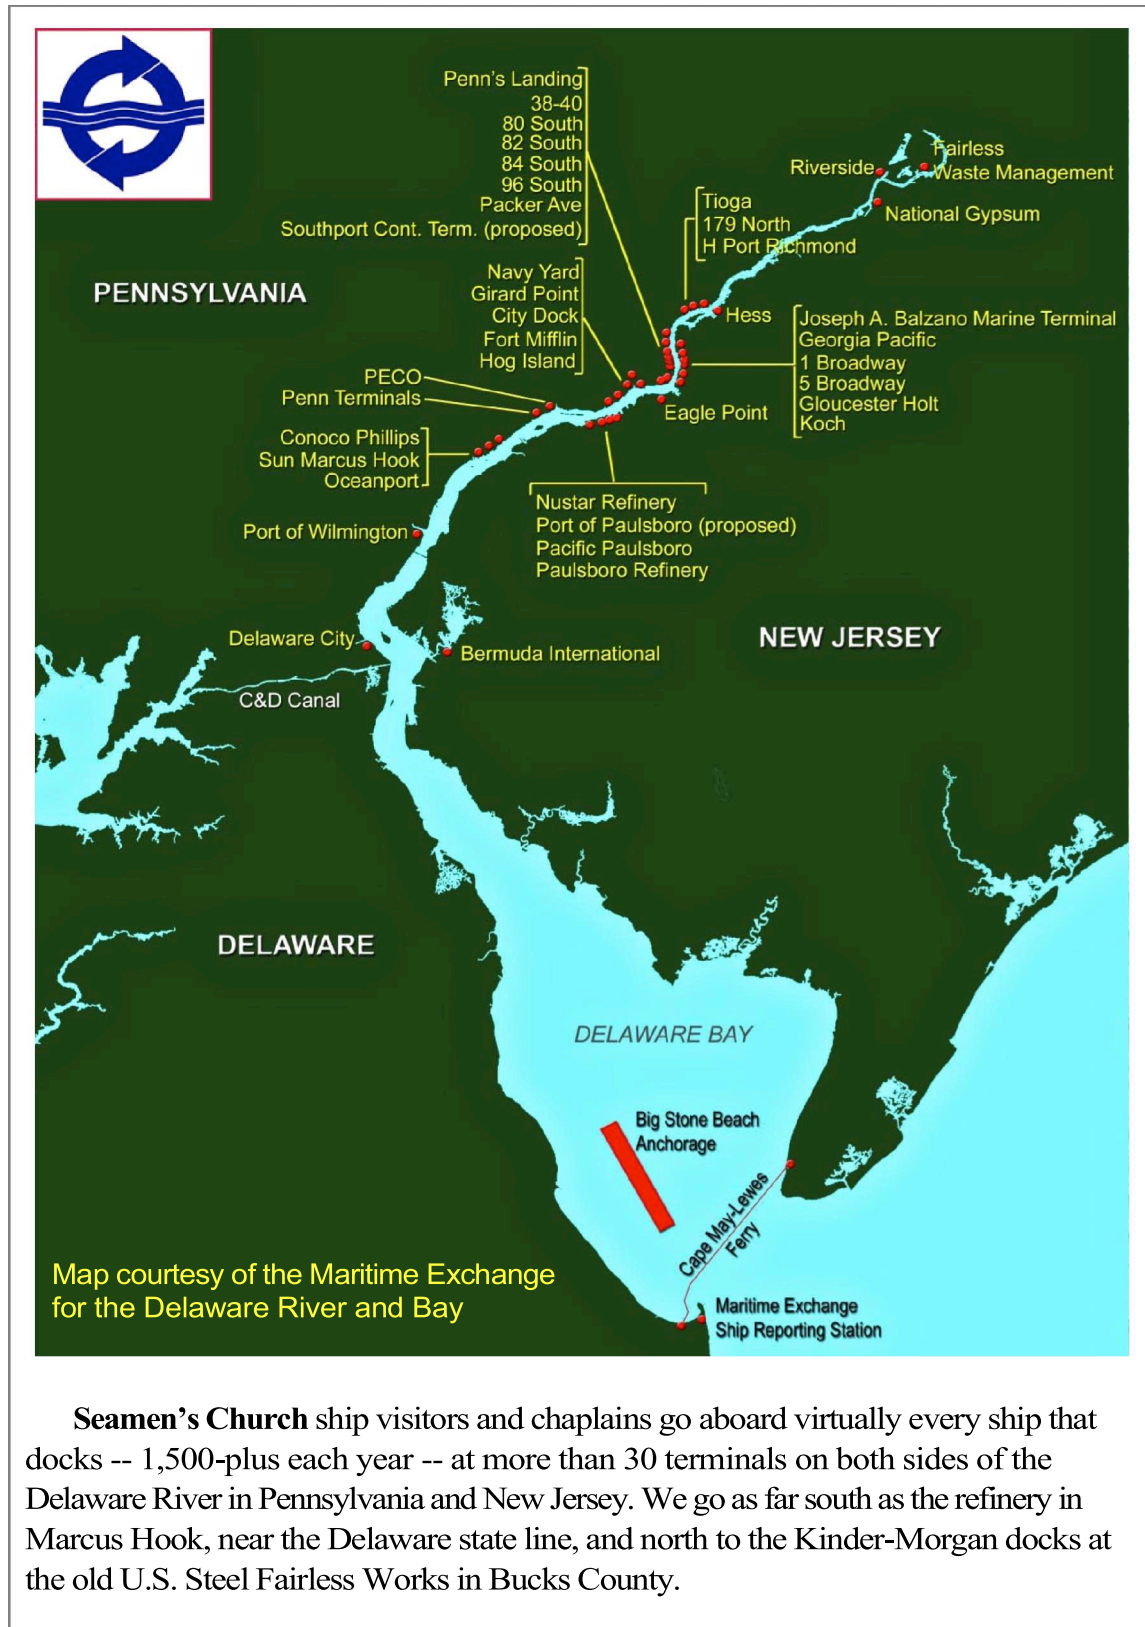 Penn's Landing
38-40
80 South
82 South
84 South
96 South
Packer Ave
Southport Cont. Term. (proposed)
Fairless
Waste Management
Riverside
National Gypsum
Tioga
179 North
H Port Richmond
PENNSYLVANIA
Navy Yard
Girard Point
City Dock
Fort Mifflin
Hog Island
Hess
Joseph A. Balzano Marine Terminal
Georgia Pacific
1 Broadway
5 Broadway
Gloucester Holt
Koch
PECO
Penn Terminals
Eagle Point
Conoco Phillips
Sun Marcus Hook
Oceanport
Nustar Refinery
Port of Paulsboro (proposed)
Pacific Paulsboro
Paulsboro Refinery
Port of Wilmington
Delaware City
Bermuda International
NEW JERSEY
C&D Canal
DELAWARE
DELAWARE BAY
Big Stone Beach
Anchorage
Cape May-Lewes
Ferry
Map courtesy of the Maritime Exchange
for the Delaware River and Bay
Maritime Exchange
Ship Reporting Station
Seamen's Church ship visitors and chaplains go aboard virtually every ship that
docks -- 1,500-plus each year -- at more than 30 terminals on both sides of the
Delaware River in Pennsylvania and New Jersey. We go as far south as the refinery in
Marcus Hook, near the Delaware state line, and north to the Kinder-Morgan docks at
the old U.S. Steel Fairless Works in Bucks County.